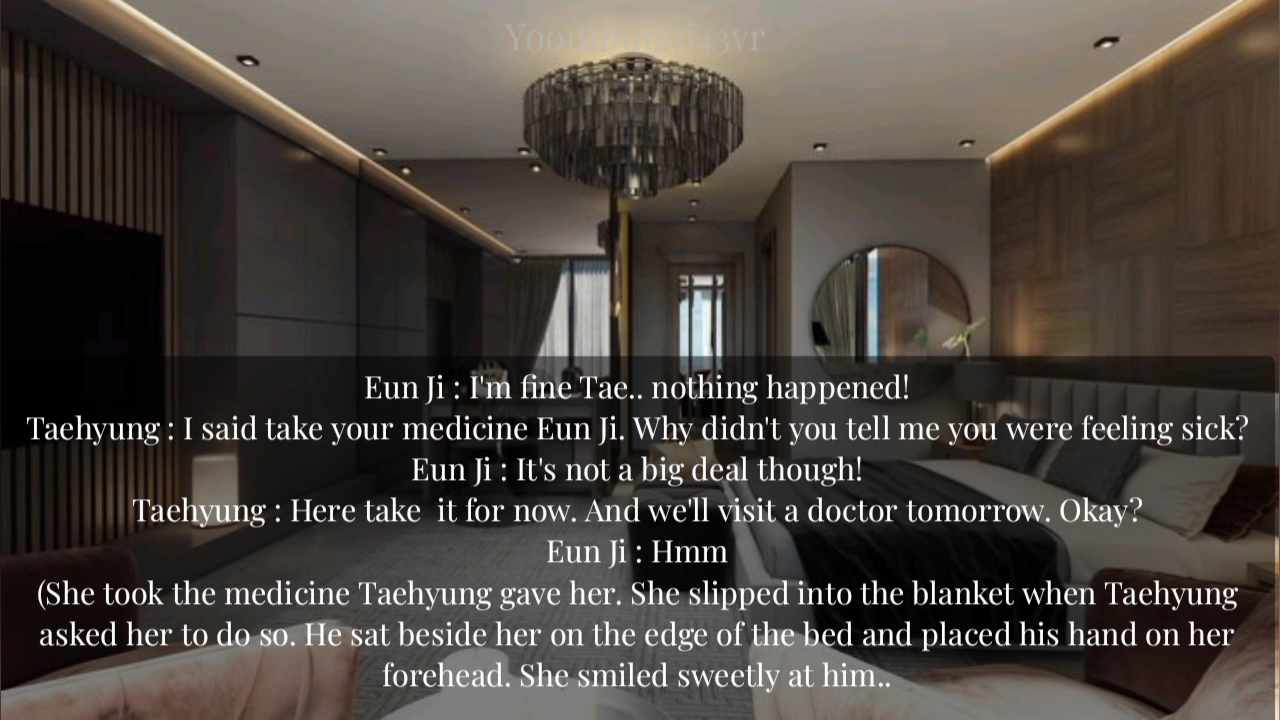 Eun Ji : I'm fine Tae.. nothing happened!
Taehyung : I said take your medicine Eun Ji. Why didn't you tell me you were feeling sick?
Eun Ji : It's not a big deal though!
Taehyung : Here take  it for now. And we'll visit a doctor tomorrow. Okay?
Eun Ji : Hmm
(She took the medicine Taehyung gave her. She slipped into the blanket when Taehyung
asked her to do so. He sat beside her on the edge of the bed and placed his hand on her
forehead. She smiled sweetly at him..